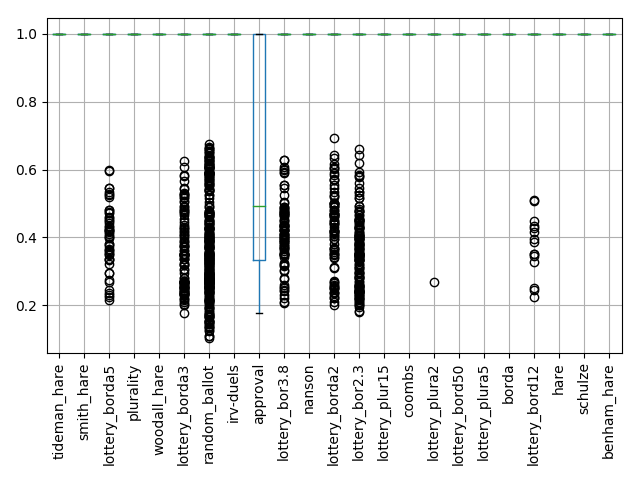 1.0
0.8
0.6
0.4
0.2
tideman_hare
smith_hare
lottery_borda5
plurality
woodall_hare
lottery_borda3
random_ballot
irv-duels
approval
lottery_bor3.8
nanson
lottery_borda2
lottery_bor2.3
lottery_plur15
coombs
lottery_plura2
lottery_bord50
lottery_plura5
borda
lottery_bord12
hare
schulze
benham_hare